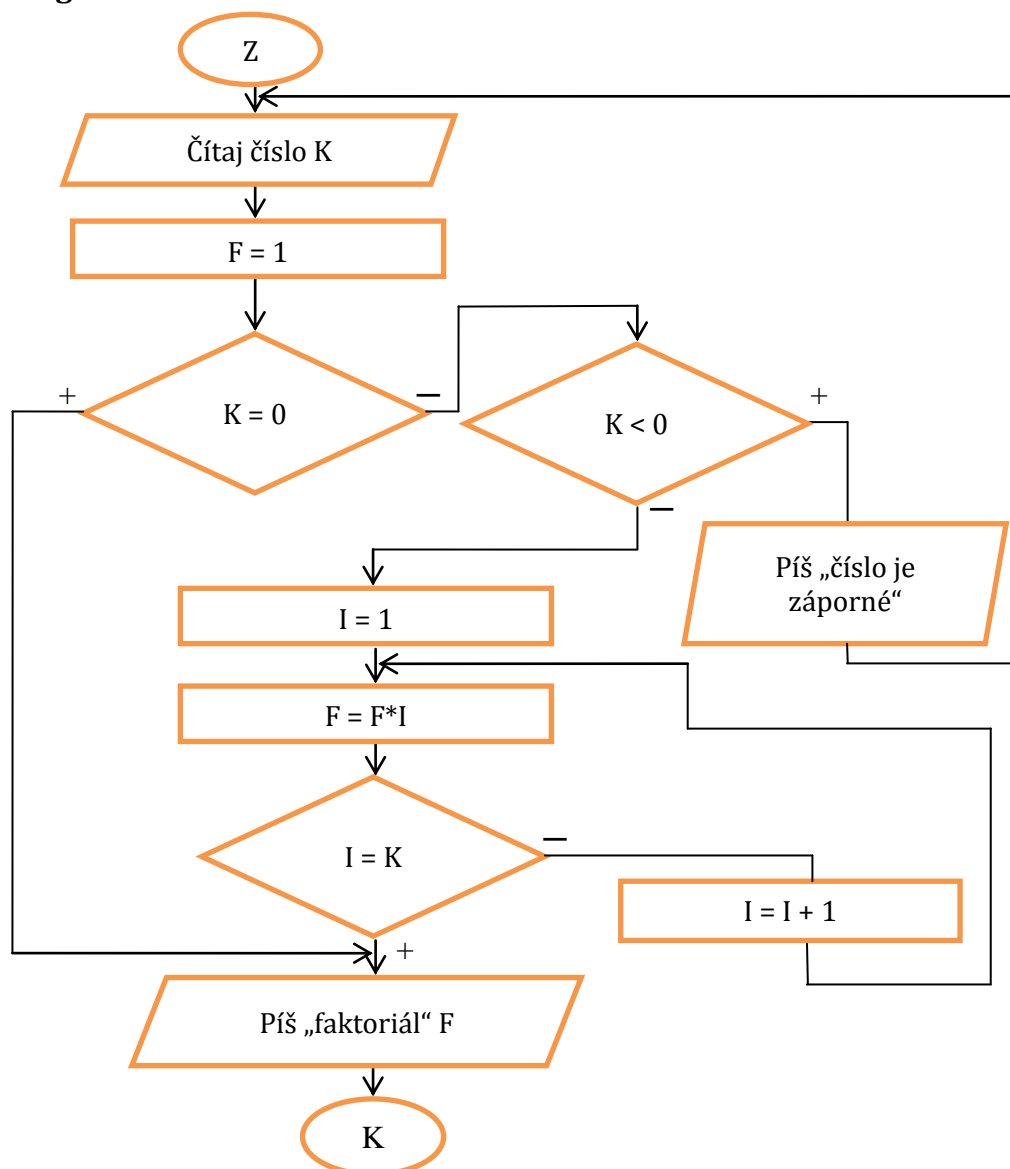 Z
Čítaj číslo K
F = 1
+
–
K = 0
+
K < 0
–
Píš „číslo je
záporné“
I = 1
F = F*I
–
I = K
I = I + 1
+
Píš „faktoriál“ F
K